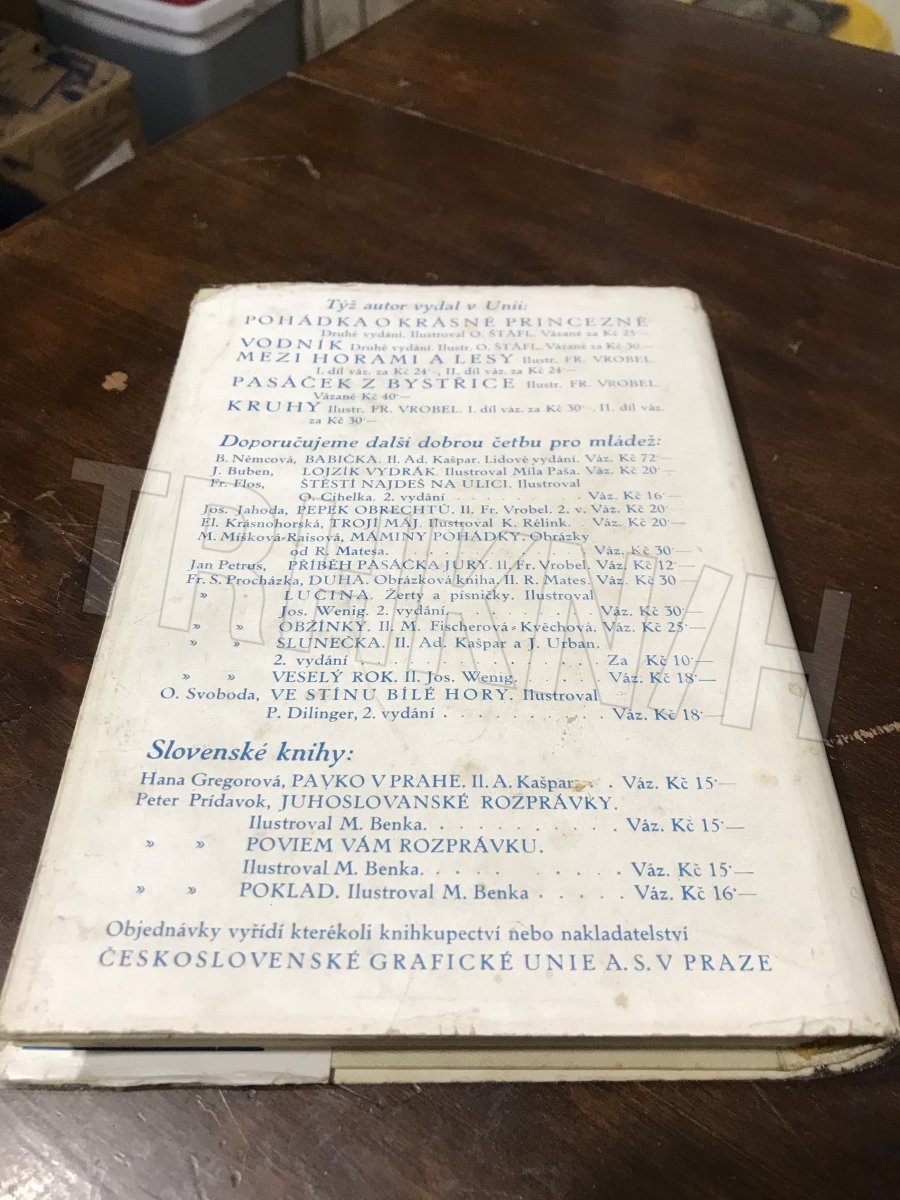 Týž autor vydal v Unii:
POHÁDKA O KRÁSNÉ PRINCEZNĚ
Druhé vydání. Ilustroval O. ŠTÁFL. Vázané za Kč 25·—
VODNÍK Druhé vydání. Ilustr. O. ŠTÁFL. Vázané za Kč 30.—
MEZI HORAMI A LESY Ilustr. FR. VROBEL.
I. díl váz. za Kč 24·—, II. díl váz. za Kč 24·—
PASÁČEK Z BYSTŘICE Ilustr. FR. VROBEL.
Vázané Kč 40·—
KRUHY Ilustr. FR. VROBEL. I. díl váz. za Kč 30·—, II. díl váz.
za Kč 30·—
Doporučujeme další dobrou četbu pro mládež:
B. Němcová, BABIČKA. Il. Ad. Kašpar. Lidové vydání. Váz. Kč 72·—
J. Buben, LOJZÍK VYDRÁK. Ilustroval Míla Paša. Váz. Kč 20·—
Fr. Flos, ŠTĚSTÍ NAJDEŠ NA ULICI. Ilustroval
O. Cihelka. 2. vydání . . . . . . . . . Váz. Kč 16·—
Jos. Jahoda, PEPEK OBRECHTŮ. Il. Fr. Vrobel. 2. v. Váz. Kč 20·
El. Krásnohorská, TROJÍ MÁJ. Ilustroval K. Rélink. . Váz. Kč 20·—
M. Míšková-Raisová, MÁMINY POHÁDKY. Obrázky
od R. Matesa. . . . . . . . . . . . Váz. Kč 30·—
Jan Petrus, PŘÍBĚH PASÁČKA JURY. Il. Fr. Vrobel. Váz. Kč 12·—
Fr. S. Procházka, DUHA. Obrázková kniha. Il. R. Mates. Váz. Kč 30 —
» » LUČINA. Žerty a písničky. Ilustroval
Jos. Wenig. 2. vydání. . . . . . . . . Váz. Kč 30·—
» » OBŽÍNKY. Il. M. Fischerová-Kvěchová. Váz. Kč 25·—
» » SLUNEČKA. Il. Ad. Kašpar a J. Urban.
2. vydání . . . . . . . . . . . . . Za Kč 10·—
» » VESELÝ ROK. Il. Jos. Wenig. . . . . Váz. Kč 18·—
O. Svoboda, VE STÍNU BÍLÉ HORY. Ilustroval
P. Dilinger, 2. vydání . . . . . . . . . Váz. Kč 18·—
Slovenské knihy:
Hana Gregorová, PAVKO V PRAHE. Il. A. Kašpar. . . Váz. Kč 15·—
Peter Prídavok, JUHOSLOVANSKÉ ROZPRÁVKY.
Ilustroval M. Benka. . . . . . . . . . . Váz. Kč 15·—
» » POVIEM VÁM ROZPRÁVKU.
Ilustroval M. Benka. . . . . . . . . . Váz. Kč 15·—
» » POKLAD. Ilustroval M. Benka . . . . . Váz. Kč 16·—
Objednávky vyřídí kterékoli knihkupectví nebo nakladatelství
ČESKOSLOVENSKÉ GRAFICKÉ UNIE A. S. V PRAZE
TRHKNIH